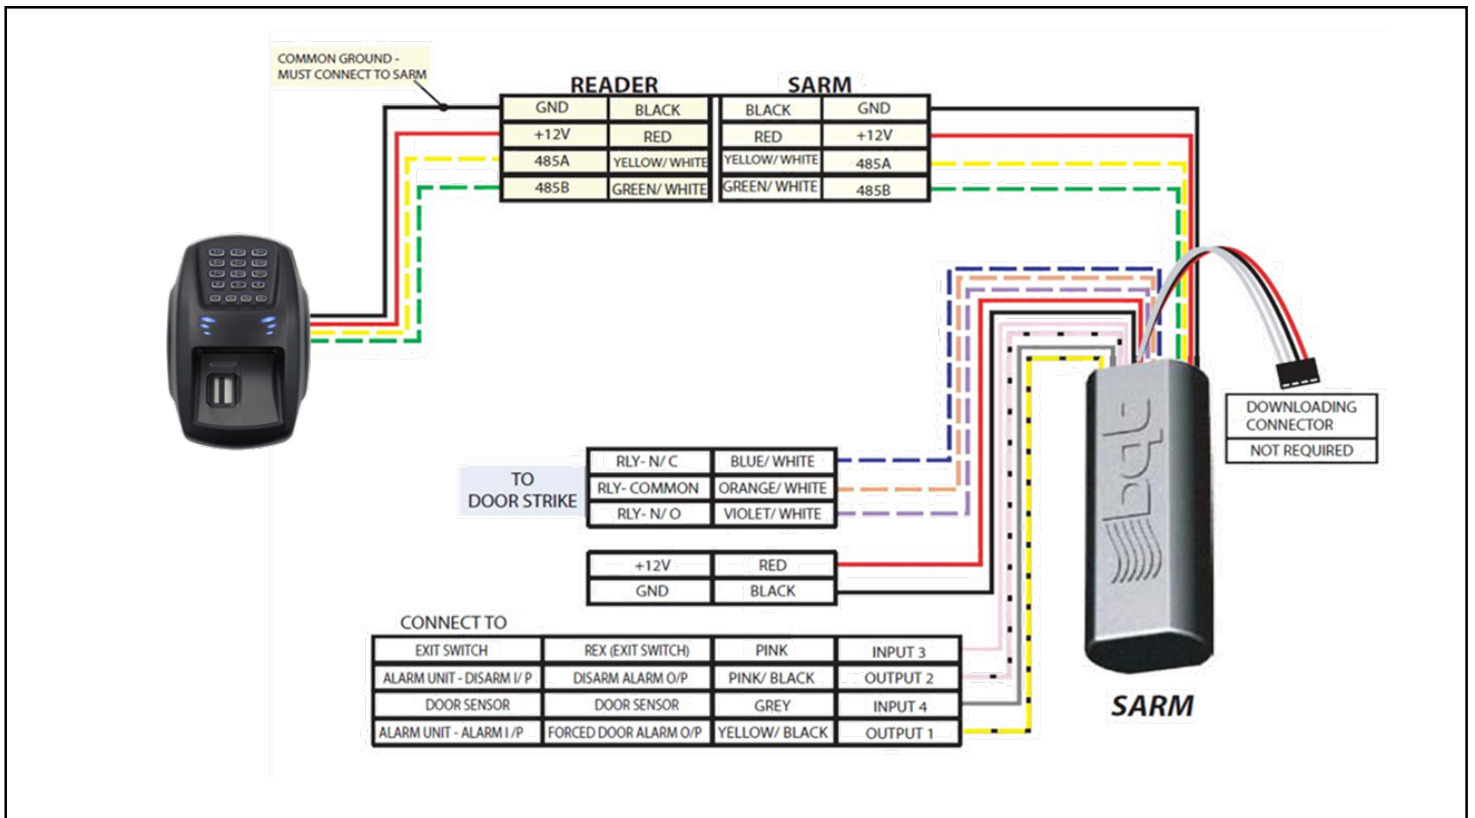 COMMON GROUND -
MUST CONNECT TO SARM
READER
SARM
GND BLACK BLACK GND
+12V RED RED +12V
485A YELLOW/ WHITE YELLOW/ WHITE 485A
485B GREEN/ WHITE GREEN/ WHITE 485B
DOWNLOADING
CONNECTOR
NOT REQUIRED
bqt
TO
DOOR STRIKE
RLY- N/ C BLUE/ WHITE
RLY- COMMON ORANGE/ WHITE
RLY- N/ O VIOLET/ WHITE
+12V RED
GND BLACK
CONNECT TO
EXIT SWITCH REX (EXIT SWITCH) PINK INPUT 3
ALARM UNIT - DISARM I/ P DISARM ALARM O/P PINK/ BLACK OUTPUT 2
DOOR SENSOR DOOR SENSOR GREY INPUT 4
ALARM UNIT - ALARM I /P FORCED DOOR ALARM O/P YELLOW/ BLACK OUTPUT 1
SARM